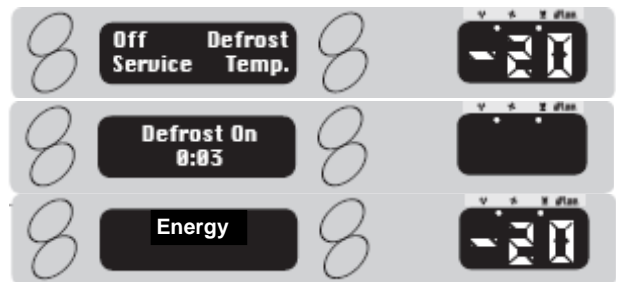 Off Defrost
Service Temp.
-20
Defrost On
0:03
Energy
-20